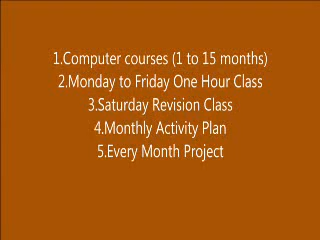 1.Computer courses (1 to 15 months)
2.Monday to Friday One Hour Class
3.Saturday Revision Class
4.Monthly Activity Plan
5.Every Month Project